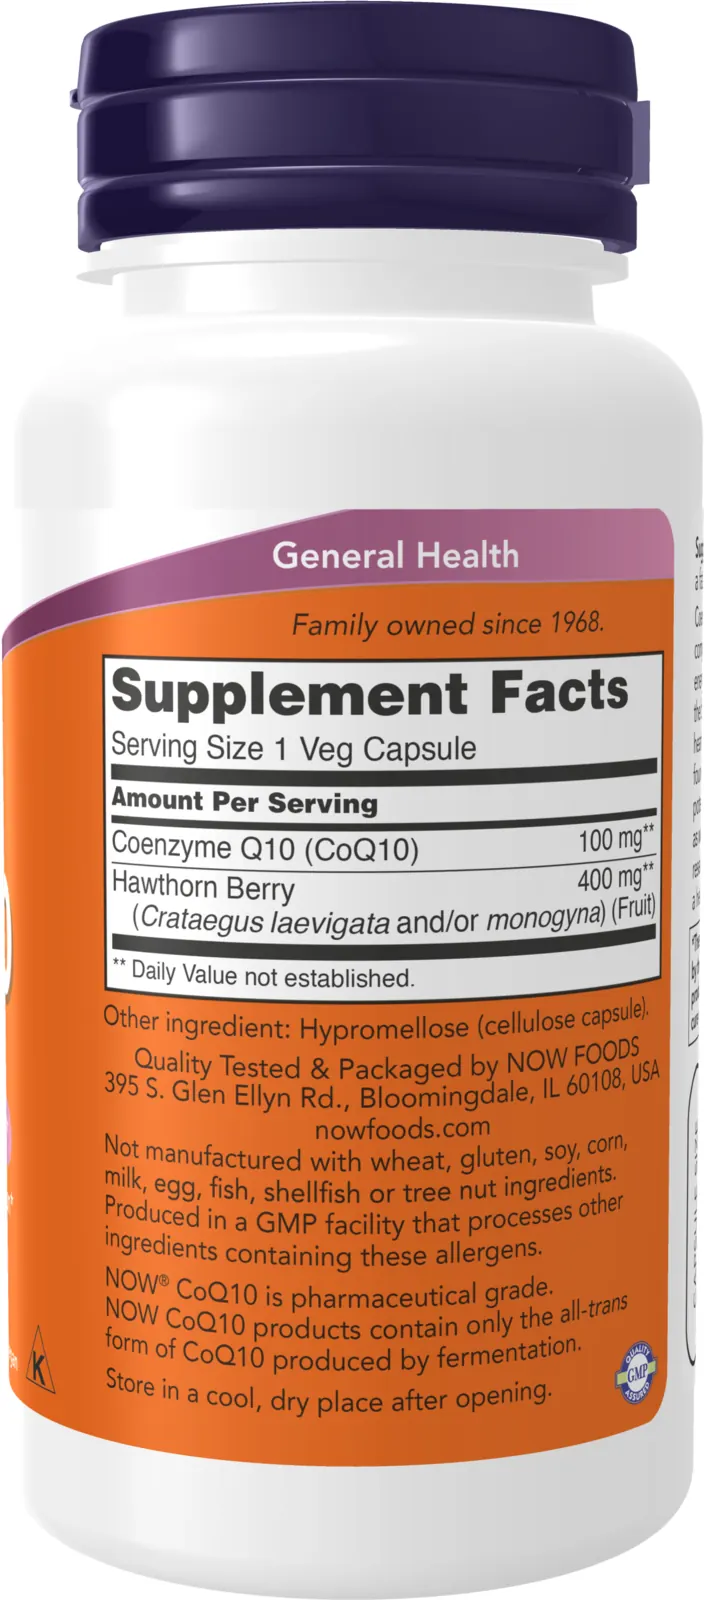 General Health
Family owned since 1968.
Supplement Facts
Serving Size 1 Veg Capsule
Amount Per Serving
Coenzyme Q10 (CoQ10) 100 mg**
Hawthorn Berry 400 mg**
(Crataegus laevigata and/or monogyna) (Fruit)
** Daily Value not established.
Other ingredient: Hypromellose (cellulose capsule).
Quality Tested & Packaged by NOW FOODS
395 S. Glen Ellyn Rd., Bloomingdale, IL 60108, USA
nowfoods.com
Not manufactured with wheat, gluten, soy, corn,
milk, egg, fish, shellfish or tree nut ingredients.
Produced in a GMP facility that processes other
ingredients containing these allergens.
NOW® CoQ10 is pharmaceutical grade.
NOW CoQ10 products contain only the all-trans
form of CoQ10 produced by fermentation.
Store in a cool, dry place after opening.
K
QUALITY
GMP
ASSURED
CAPSULE SIZE